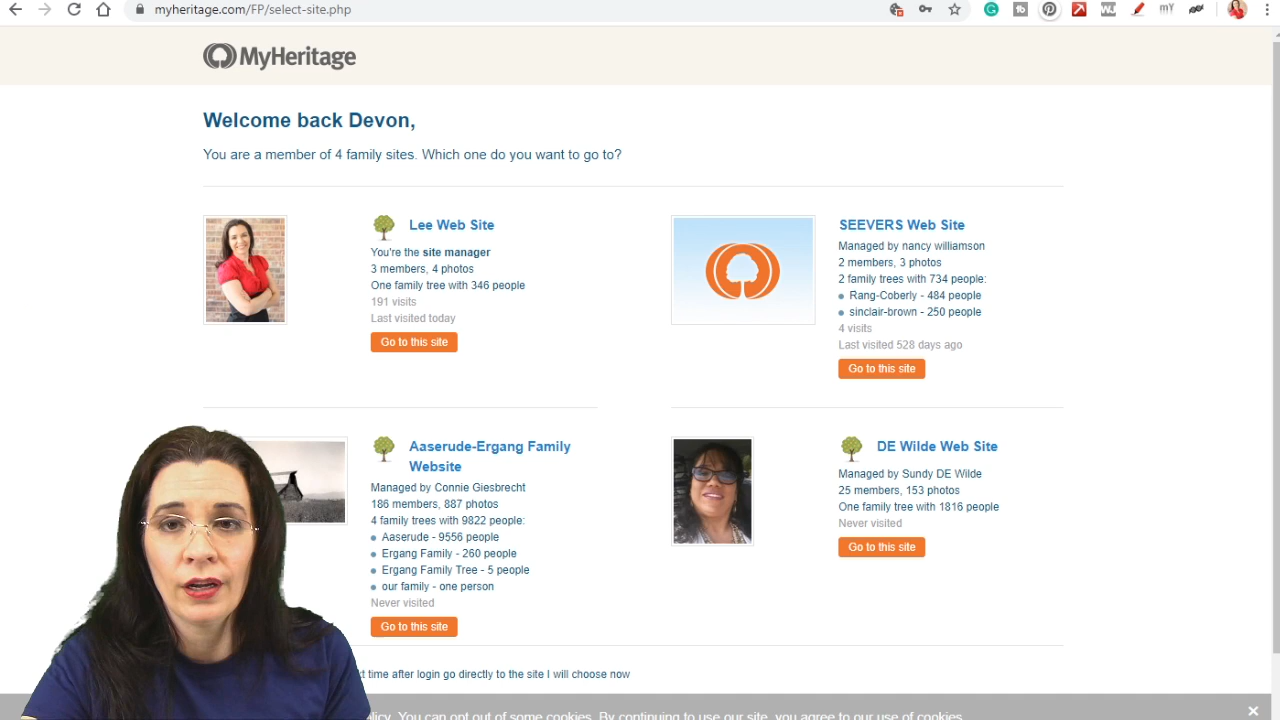 myheritage.com/FP/select-site.php
MyHeritage
Welcome back Devon,
You are a member of 4 family sites. Which one do you want to go to?
Lee Web Site
You're the site manager
3 members, 4 photos
One family tree with 346 people
191 visits
Last visited today
Go to this site
SEEVERS Web Site
Managed by nancy williamson
2 members, 3 photos
2 family trees with 734 people:
Rang-Coberly - 484 people
sinclair-brown - 250 people
4 visits
Last visited 528 days ago
Go to this site
Aaserude-Ergang Family
Website
Managed by Connie Giesbrecht
186 members, 887 photos
4 family trees with 9822 people:
Aaserude - 9556 people
Ergang Family - 260 people
Ergang Family Tree - 5 people
our family - one person
Never visited
Go to this site
DE Wilde Web Site
Managed by Sundy DE Wilde
25 members, 153 photos
One family tree with 1816 people
Never visited
Go to this site
time after login go directly to the site I will choose now
You can opt out of some cookies. By continuing to use our site, you agree to our use of cookies